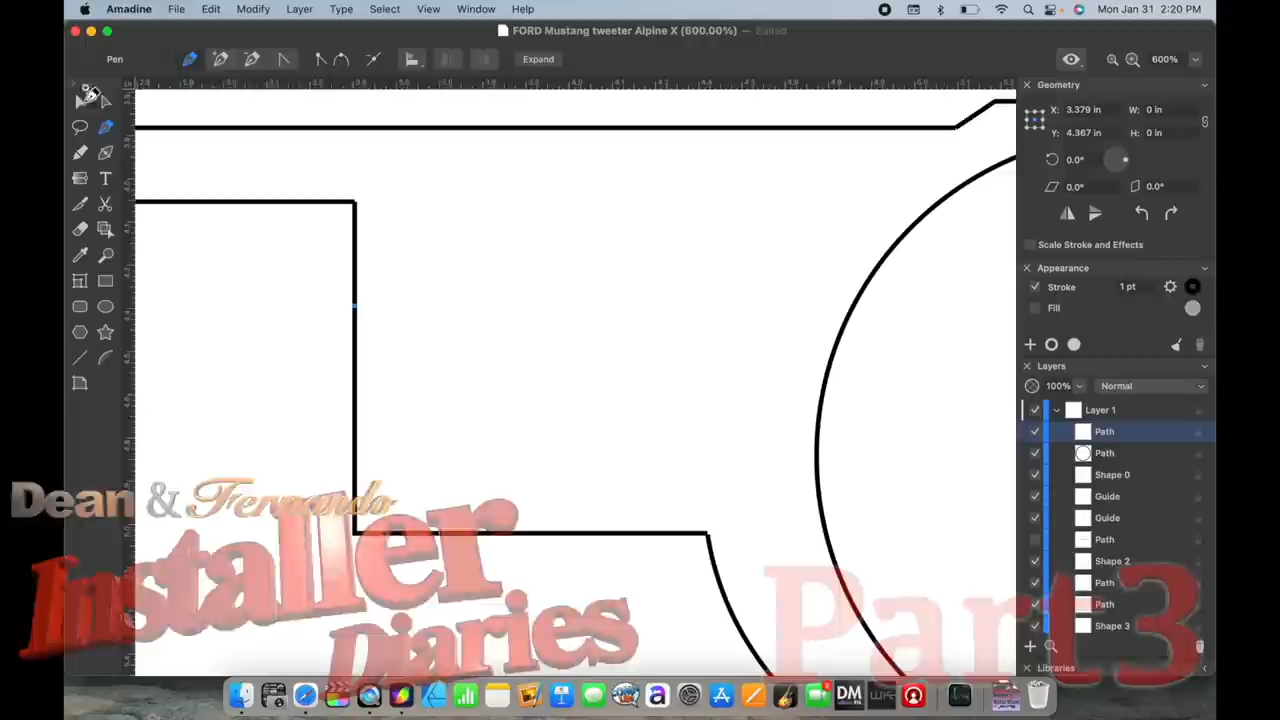 Amadine File Edit Modify Layer Type Select View Window Help
Mon Jan 31 2:20 PM
FORD Mustang tweeter Alpine X (600.00%) — Edited
Pen
Expand
600%
Geometry
X: 3.379 in W: 0 in
Y: 4.367 in H: 0 in
0.0°
0.0° 0.0°
Scale Stroke and Effects
Appearance
Stroke 1 pt
Fill
Layers
100% Normal
Layer 1
Path
Path
Shape 0
Guide
Guide
Path
Shape 2
Path
Path
Shape 3
Libraries
Dean & Fernando
Installer
Diaries
Part3